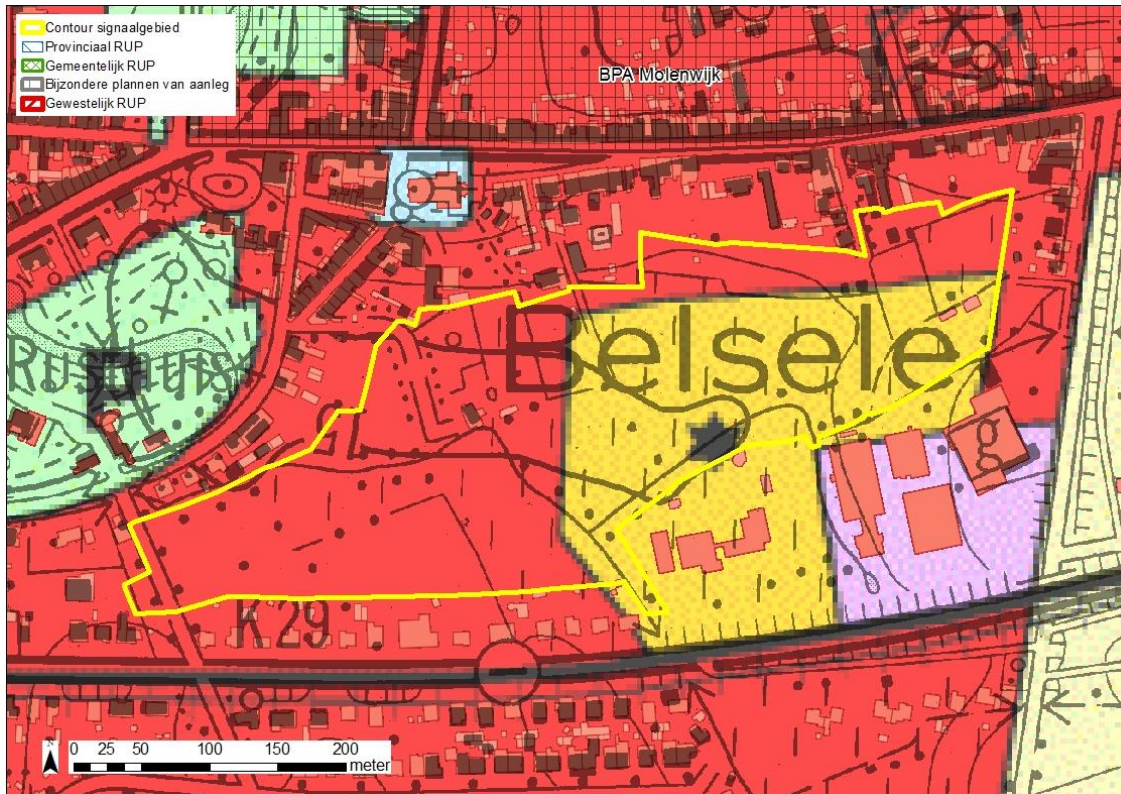 Contour signaalgebied
Provinciaal RUP
Gemeentelijk RUP
Bijzondere plannen van aanleg
Gewestelijk RUP
BPA Molenwijk
Rusthuis
Belsele
K 29
N
0 25 50 100 150 200
meter